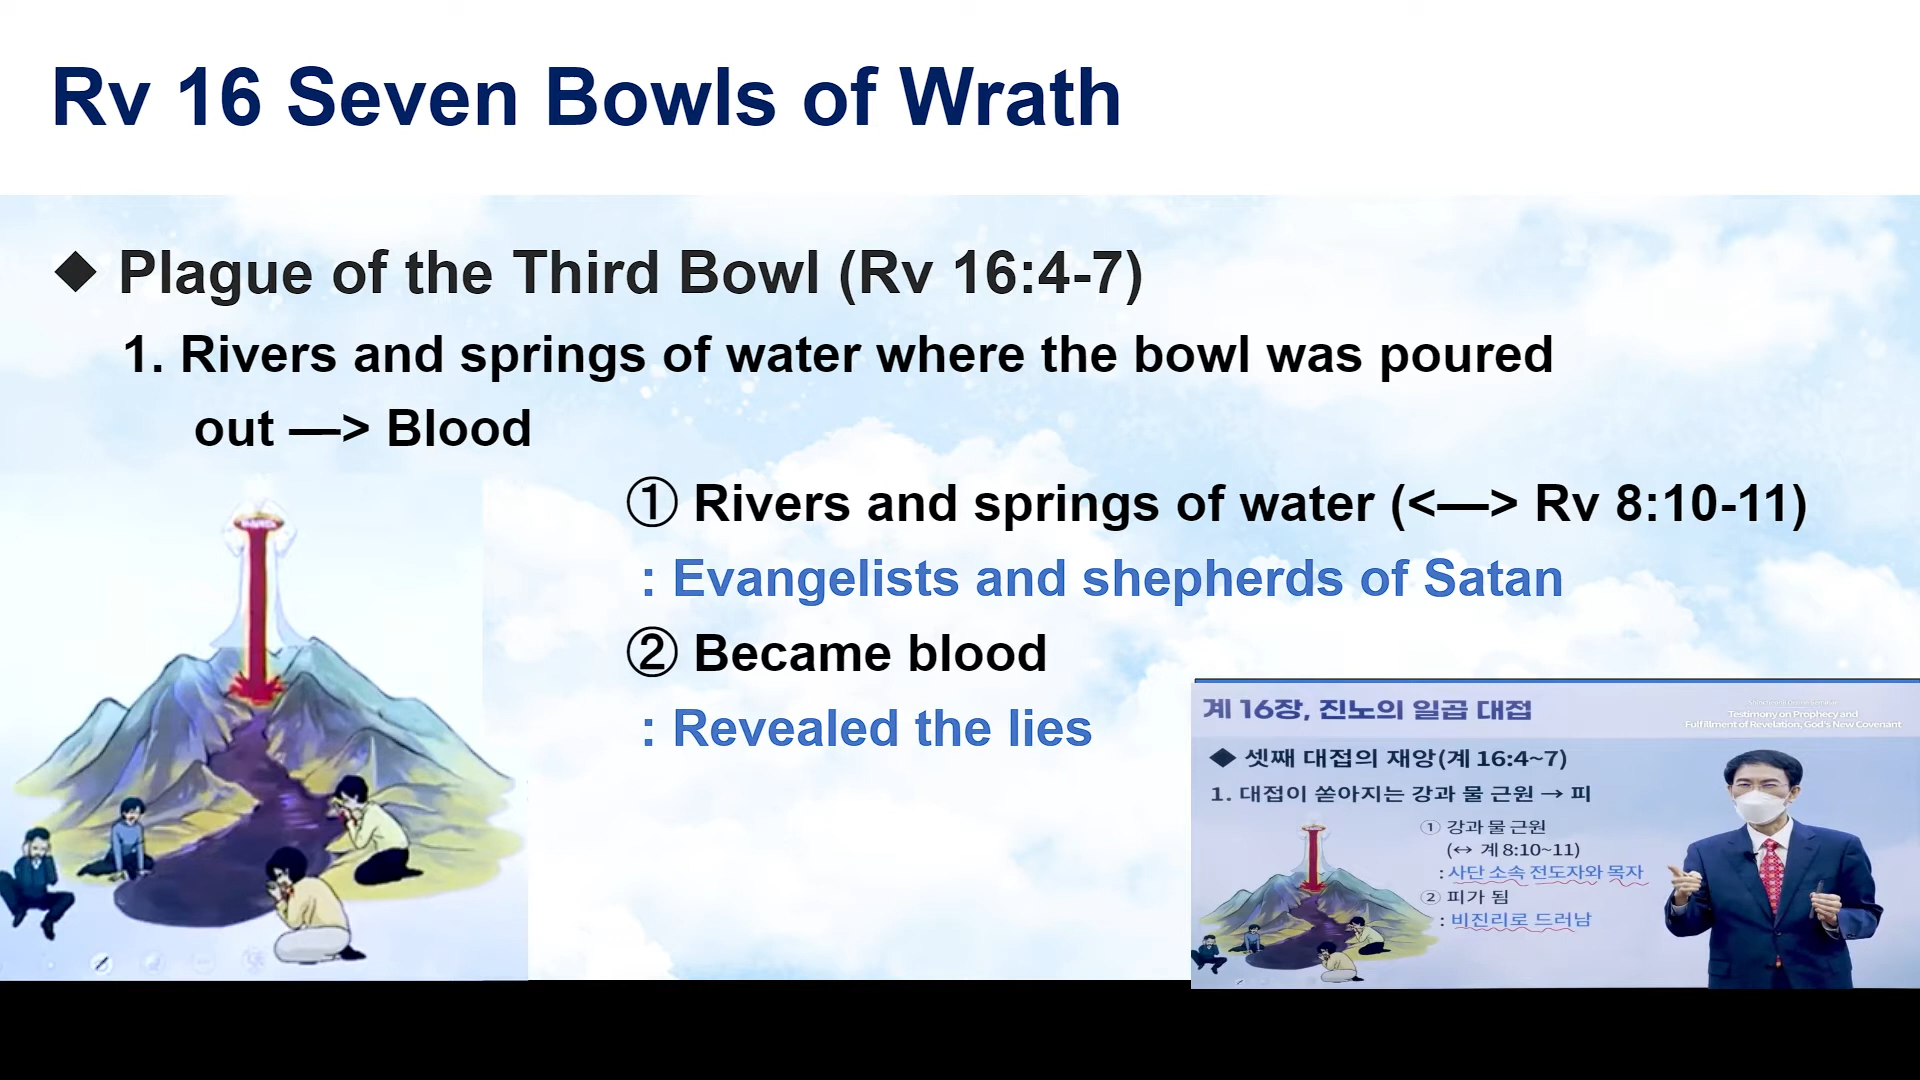 Rv 16 Seven Bowls of Wrath
◆ Plague of the Third Bowl (Rv 16:4-7)
1. Rivers and springs of water where the bowl was poured
out —> Blood
① Rivers and springs of water (<—> Rv 8:10-11)
: Evangelists and shepherds of Satan
② Became blood
: Revealed the lies
계 16장, 진노의 일곱 대접
Testimony on Prophecy and
Fulfillment of Revelation, God's New Covenant
◆ 셋째 대접의 재앙(계 16:4~7)
1. 대접이 쏟아지는 강과 물 근원 → 피
① 강과 물 근원
(↔ 계 8:10~11)
: 사단 소속 전도자와 목자
② 피가 됨
: 비진리로 드러남